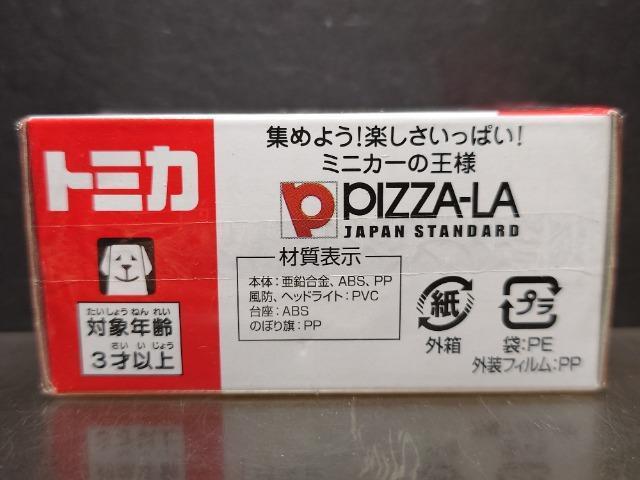 トミカ
集めよう!楽しさいっぱい!
ミニカーの王様
p PIZZA-LA
JAPAN STANDARD
材質表示
本体:亜鉛合金、ABS、PP
風防、ヘッドライト:PVC
台座:ABS
のぼり旗:PP
たいしょうねんれい
対象年齢
さいいじょう
3才以上
紙
外箱
プラ
袋:PE
外装フィルム:PP